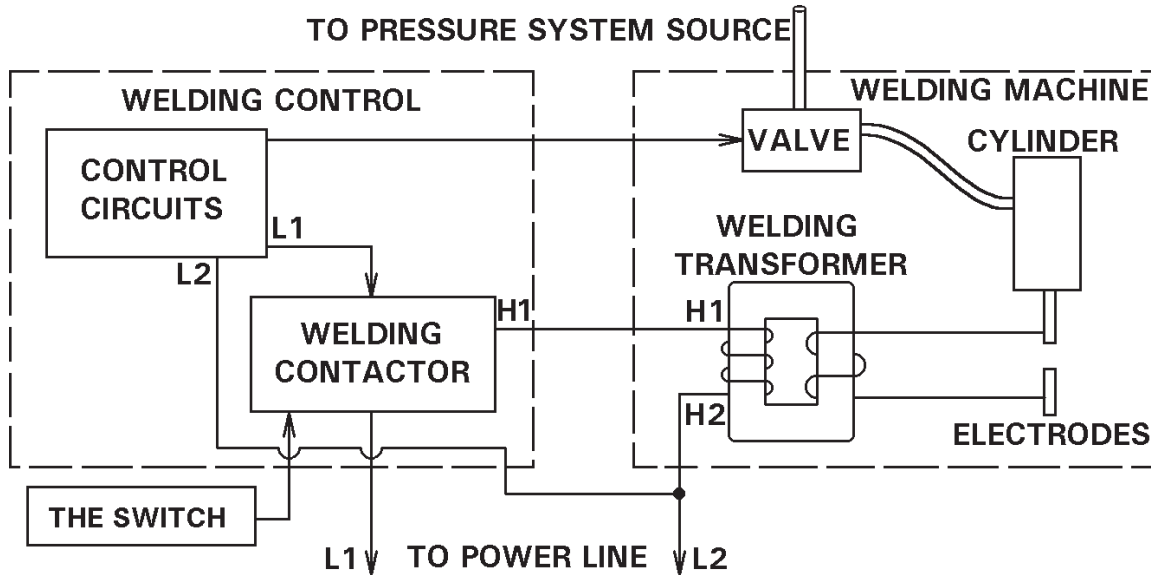 TO PRESSURE SYSTEM SOURCE
WELDING CONTROL
WELDING MACHINE
CONTROL
CIRCUITS
VALVE
CYLINDER
L1
L2
WELDING
TRANSFORMER
WELDING
CONTACTOR
H1
H1
H2
ELECTRODES
THE SWITCH
L1
TO POWER LINE
L2